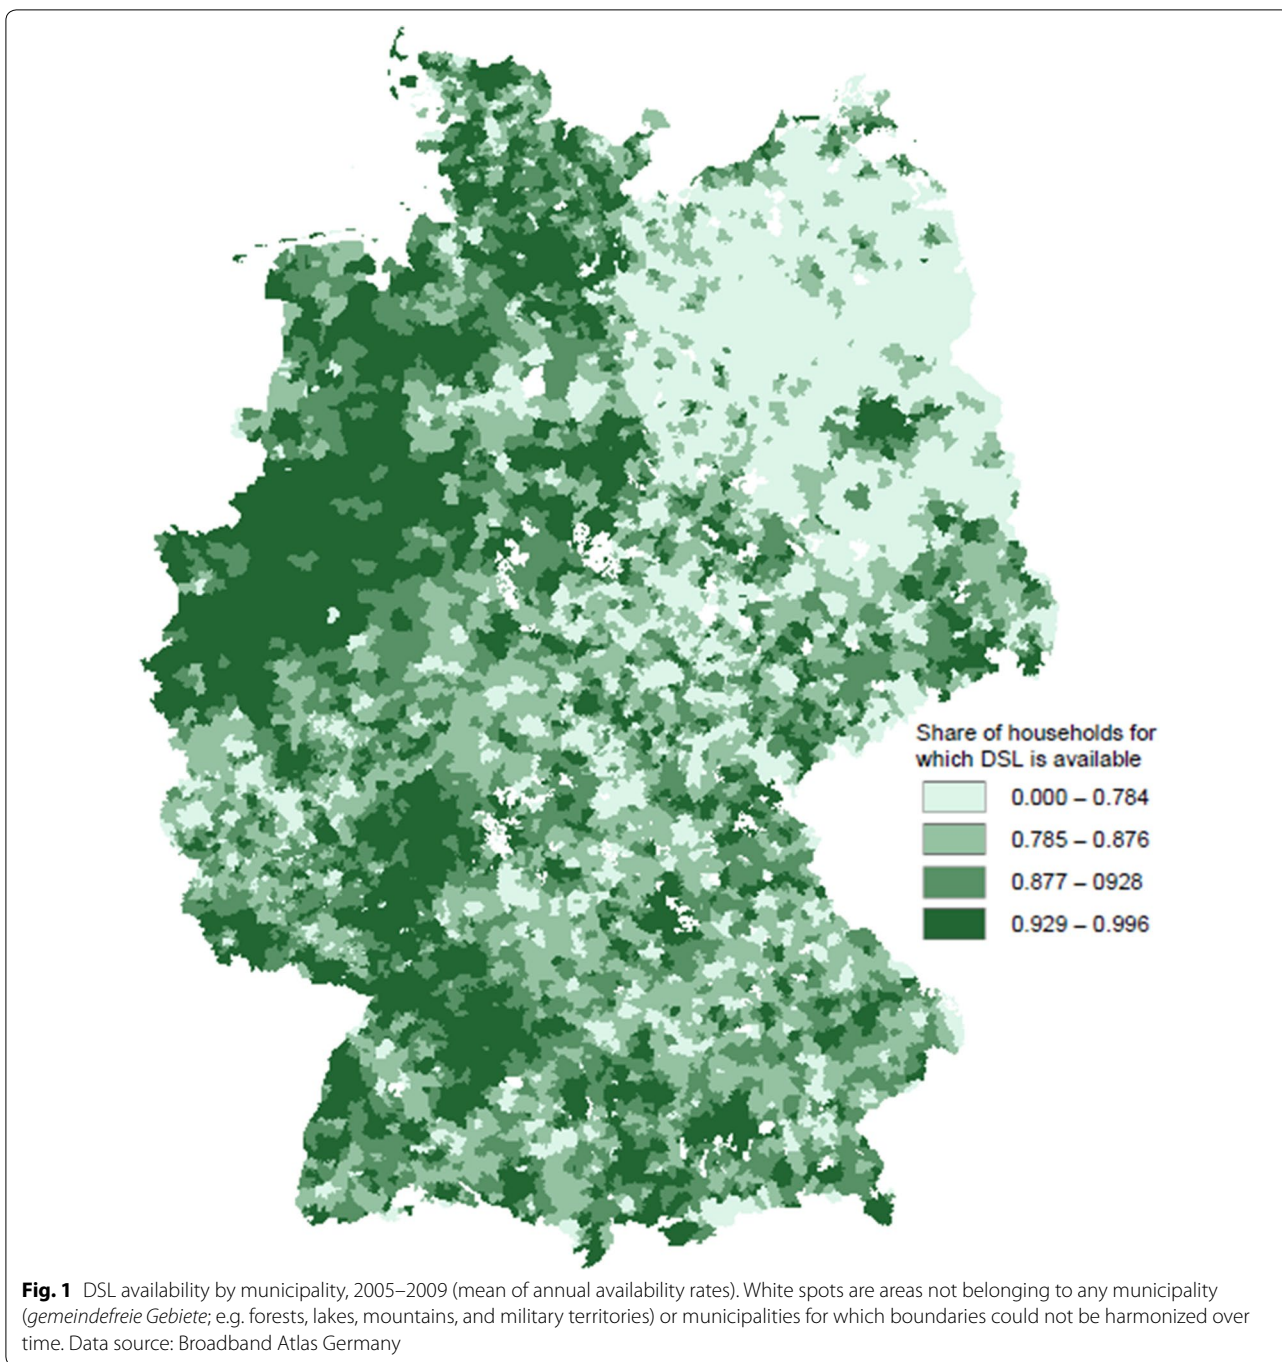 Share of households for
which DSL is available
0.000 – 0.784
0.785 – 0.876
0.877 – 0928
0.929 – 0.996
Fig. 1 DSL availability by municipality, 2005–2009 (mean of annual availability rates). White spots are areas not belonging to any municipality
(gemeindefreie Gebiete; e.g. forests, lakes, mountains, and military territories) or municipalities for which boundaries could not be harmonized over
time. Data source: Broadband Atlas Germany